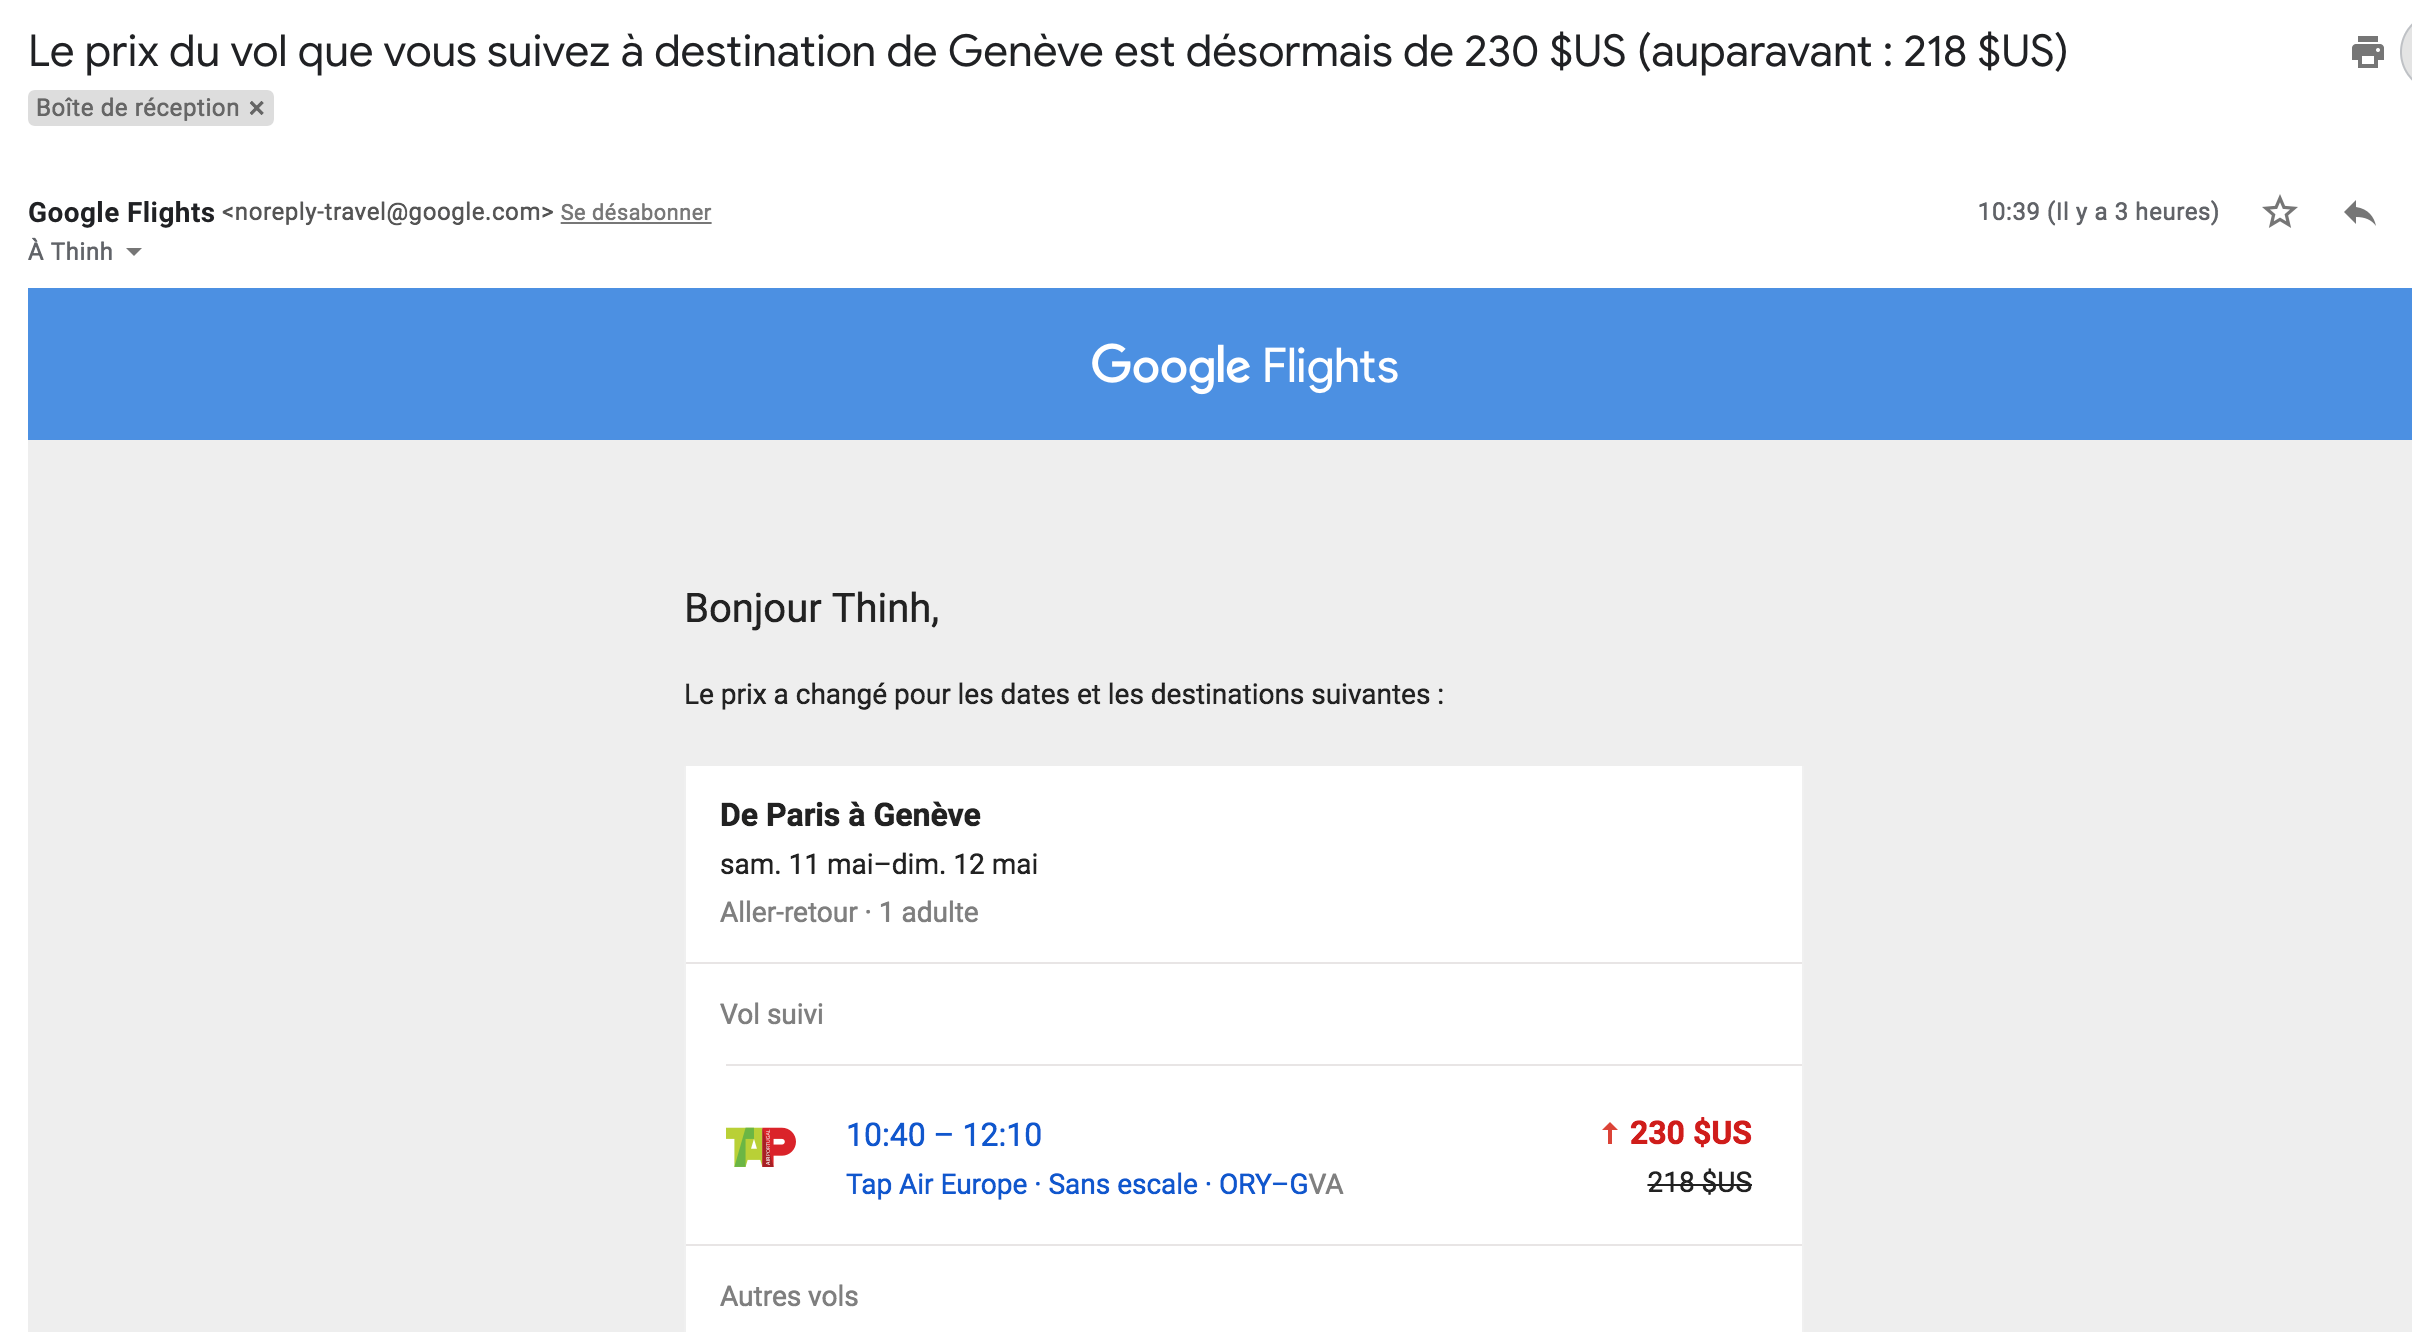 Le prix du vol que vous suivez à destination de Genève est désormais de 230 $US (auparavant : 218 $US)
Boîte de réception ×
Google Flights <noreply-travel@google.com> Se désabonner
10:39 (Il y a 3 heures)
À Thinh
Google Flights
Bonjour Thinh,
Le prix a changé pour les dates et les destinations suivantes :
De Paris à Genève
sam. 11 mai–dim. 12 mai
Aller-retour · 1 adulte
Vol suivi
TAP AIR PORTUGAL
10:40 – 12:10
↑ 230 $US
Tap Air Europe · Sans escale · ORY–GVA
218 $US
Autres vols